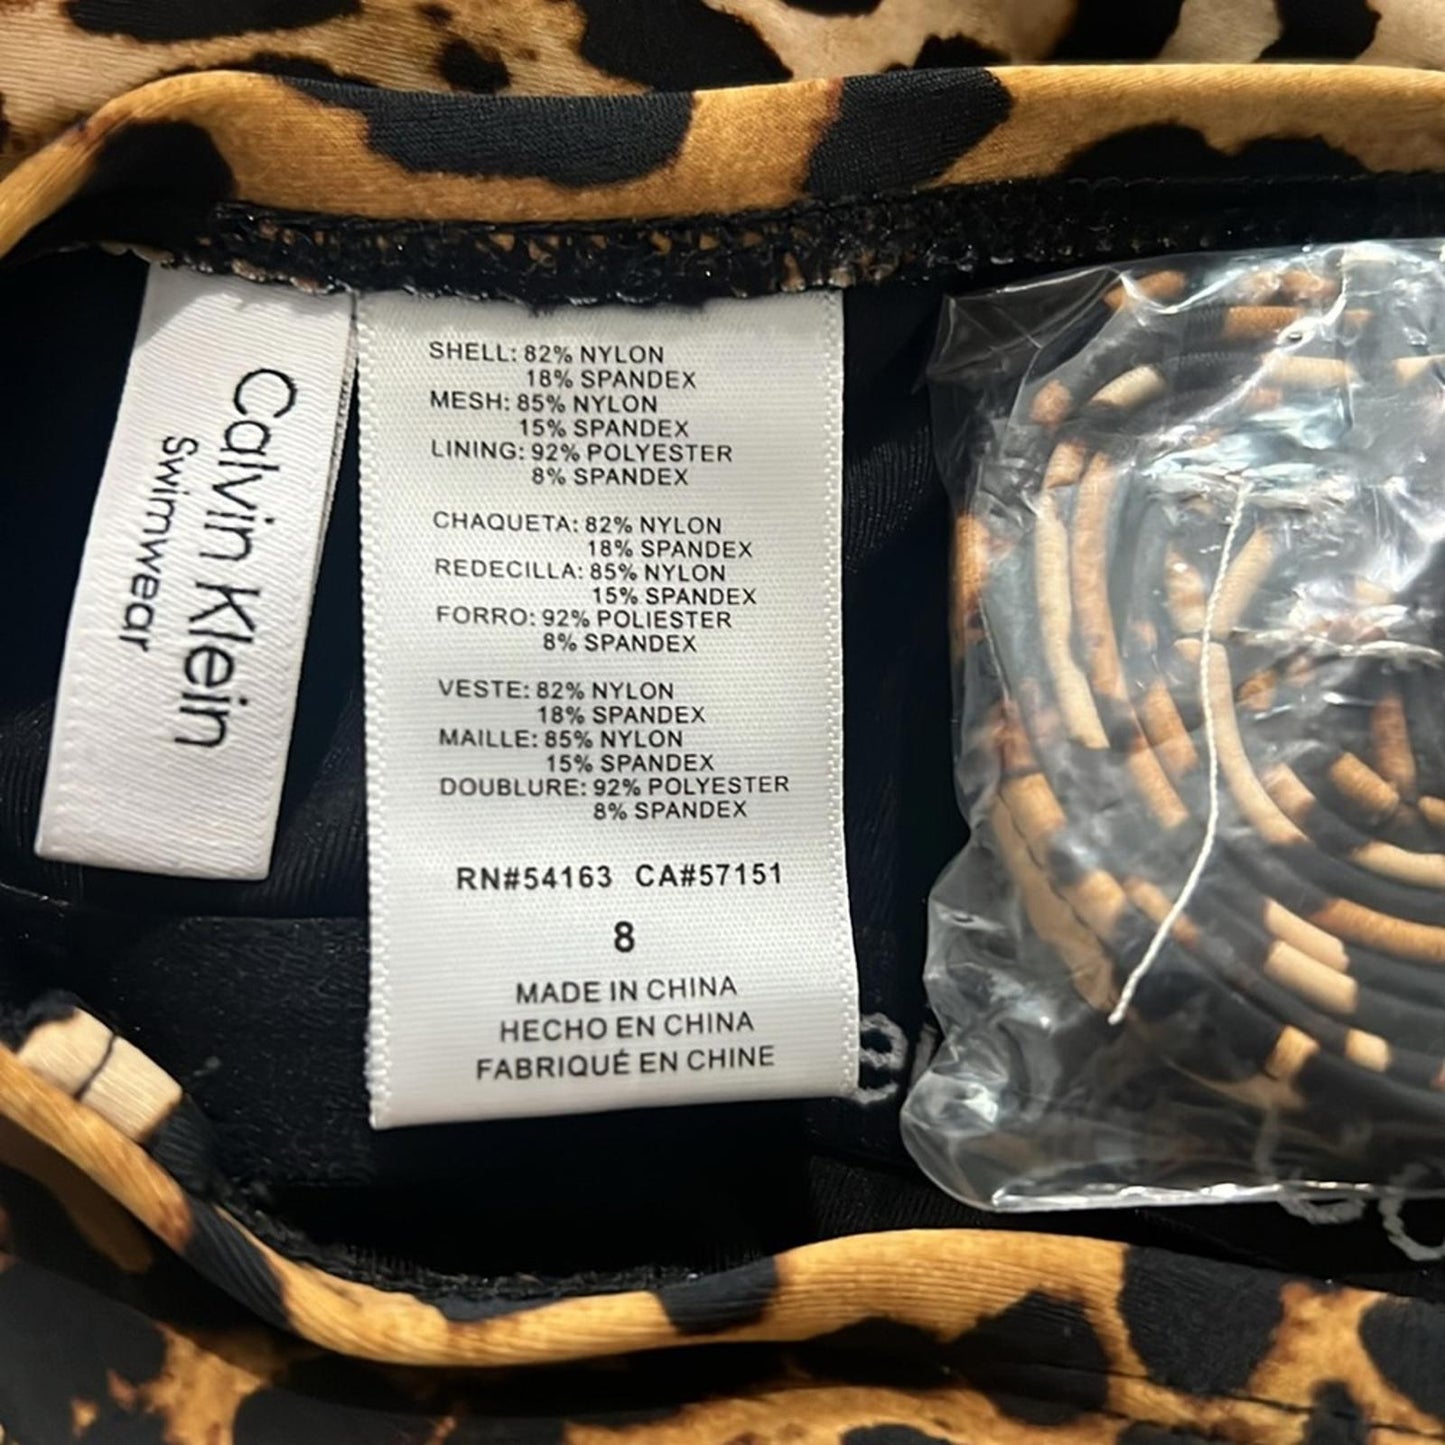 Calvin Klein
Swimwear
SHELL: 82% NYLON
18% SPANDEX
MESH: 85% NYLON
15% SPANDEX
LINING: 92% POLYESTER
8% SPANDEX
CHAQUETA: 82% NYLON
18% SPANDEX
REDECILLA: 85% NYLON
15% SPANDEX
FORRO: 92% POLIESTER
8% SPANDEX
VESTE: 82% NYLON
18% SPANDEX
MAILLE: 85% NYLON
15% SPANDEX
DOUBLURE: 92% POLYESTER
8% SPANDEX
RN#54163 CA#57151
8
MADE IN CHINA
HECHO EN CHINA
FABRIQUÉ EN CHINE